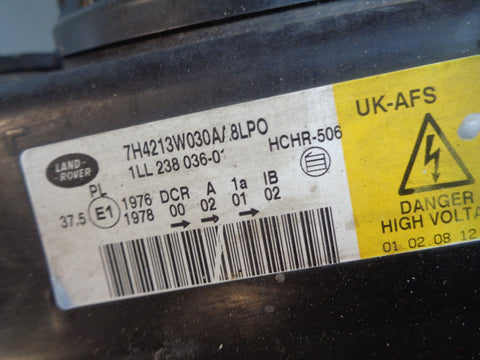 7H4213W030A/ 8LPO
1LL 238 036-0
HCHR-506
LAND-
ROVER
PL
37.5 E1 1976 DCR A 1a IB
1978 00 02 01 02
UK-AFS
DANGER
HIGH VOLTA
01 02 08 12